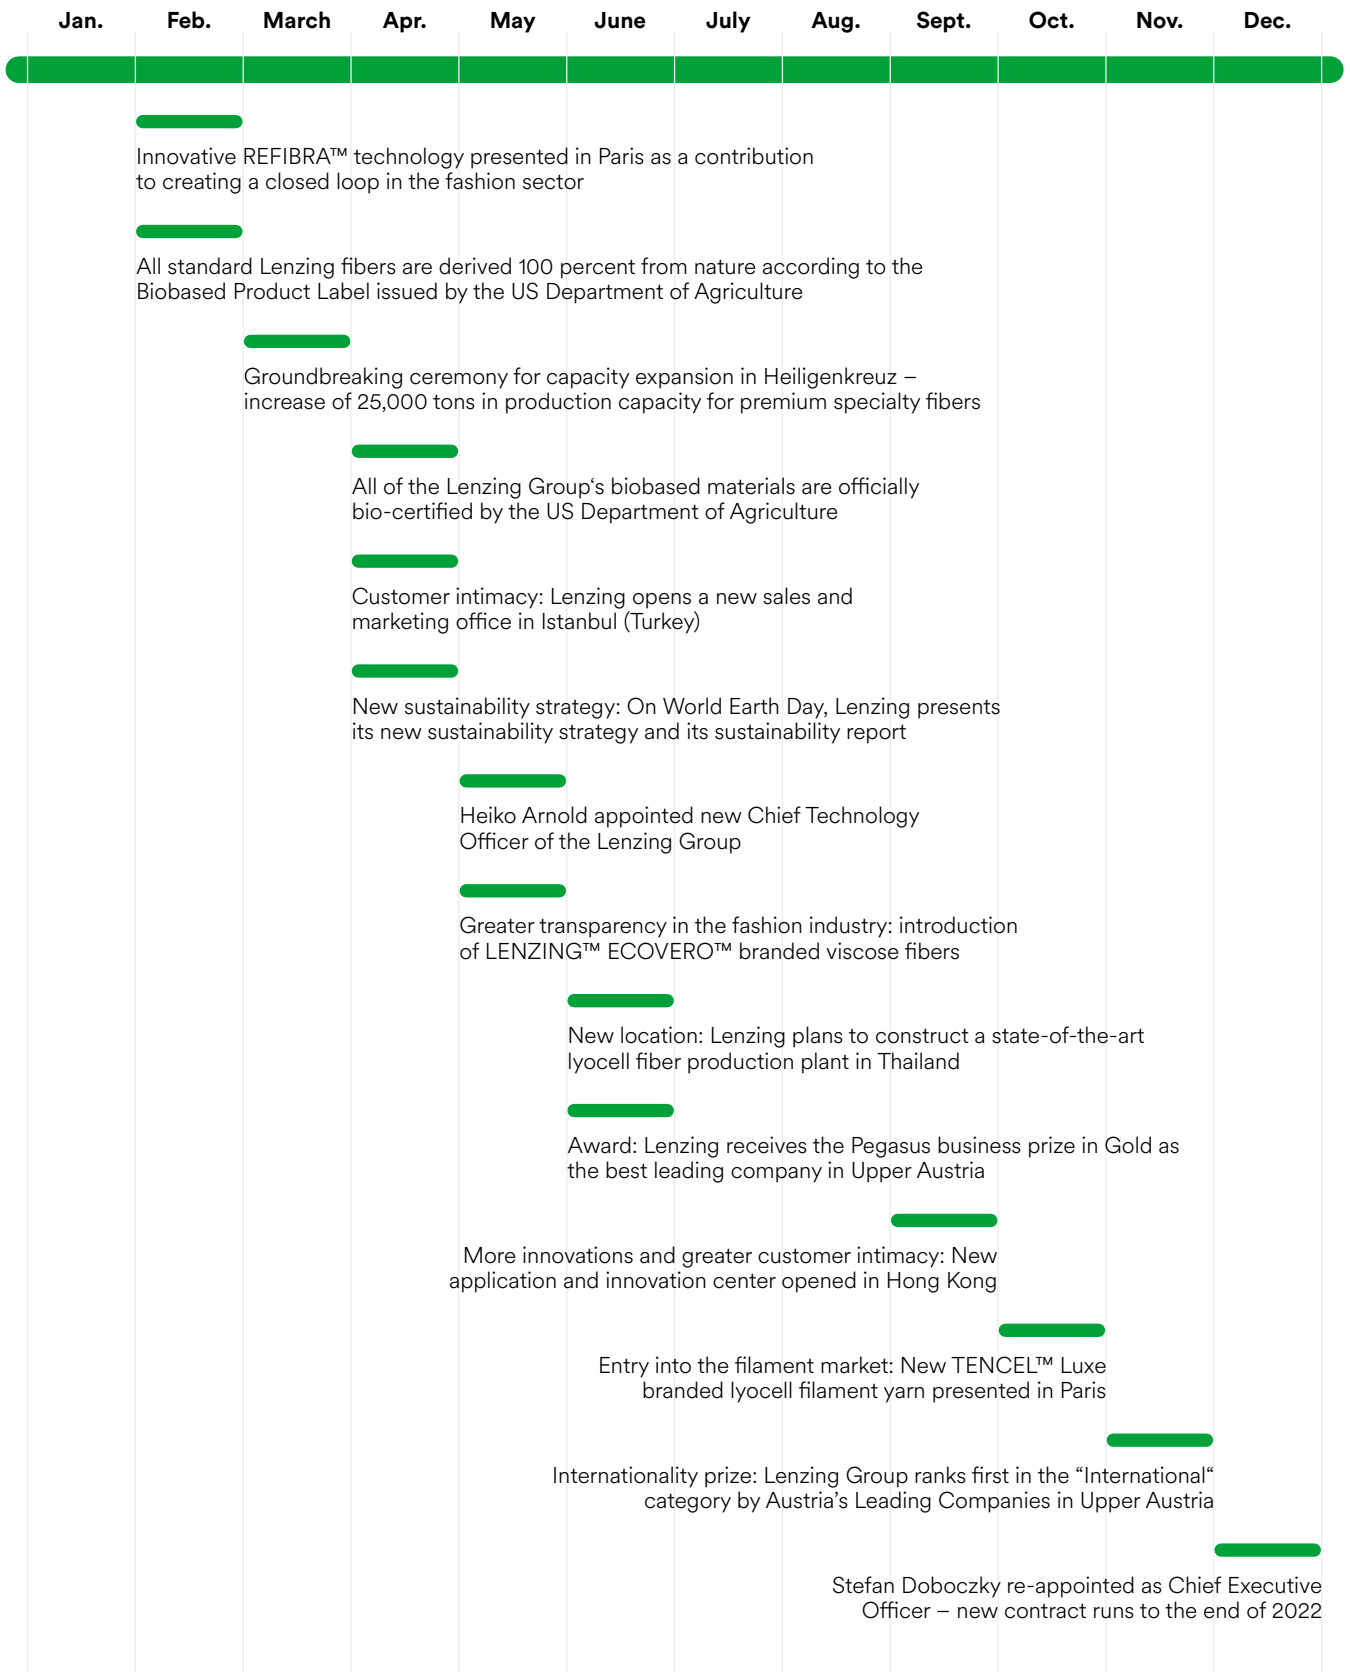 Jan. Feb. March Apr. May June July Aug. Sept. Oct. Nov. Dec.
Innovative REFIBRA™ technology presented in Paris as a contribution
to creating a closed loop in the fashion sector
All standard Lenzing fibers are derived 100 percent from nature according to the
Biobased Product Label issued by the US Department of Agriculture
Groundbreaking ceremony for capacity expansion in Heiligenkreuz –
increase of 25,000 tons in production capacity for premium specialty fibers
All of the Lenzing Group‘s biobased materials are officially
bio-certified by the US Department of Agriculture
Customer intimacy: Lenzing opens a new sales and
marketing office in Istanbul (Turkey)
New sustainability strategy: On World Earth Day, Lenzing presents
its new sustainability strategy and its sustainability report
Heiko Arnold appointed new Chief Technology
Officer of the Lenzing Group
Greater transparency in the fashion industry: introduction
of LENZING™ ECOVERO™ branded viscose fibers
New location: Lenzing plans to construct a state-of-the-art
lyocell fiber production plant in Thailand
Award: Lenzing receives the Pegasus business prize in Gold as
the best leading company in Upper Austria
More innovations and greater customer intimacy: New
application and innovation center opened in Hong Kong
Entry into the filament market: New TENCEL™ Luxe
branded lyocell filament yarn presented in Paris
Internationality prize: Lenzing Group ranks first in the “International“
category by Austria’s Leading Companies in Upper Austria
Stefan Doboczky re-appointed as Chief Executive
Officer – new contract runs to the end of 2022